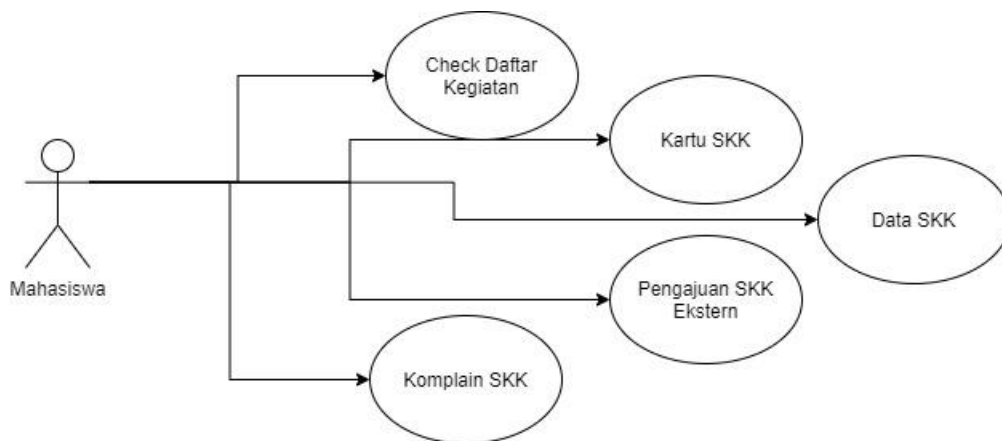 Check Daftar
Kegiatan
Kartu SKK
Data SKK
Mahasiswa
Pengajuan SKK
Ekstern
Komplain SKK